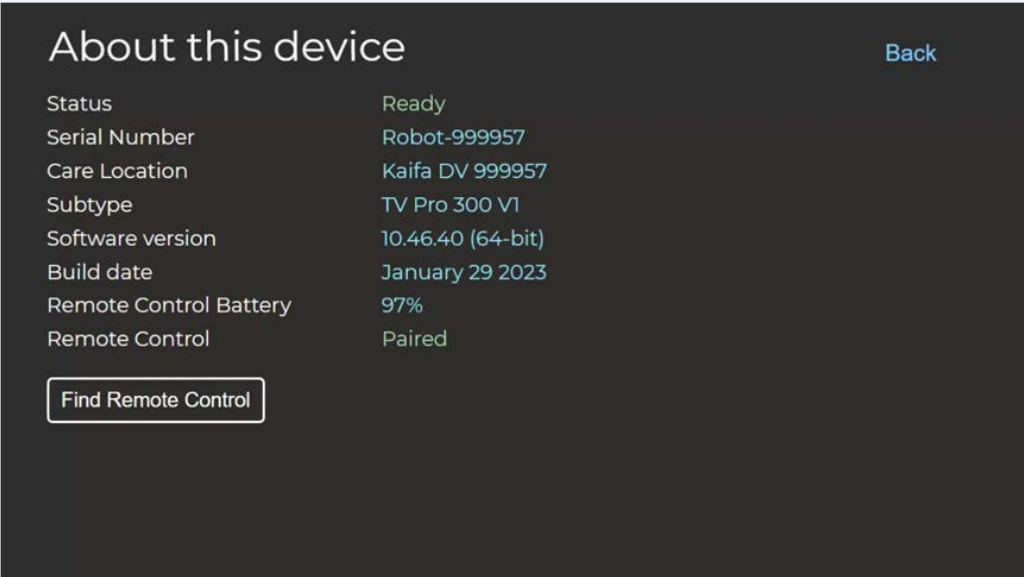 About this device
Back
Status Ready
Serial Number Robot-999957
Care Location Kaifa DV 999957
Subtype TV Pro 300 V1
Software version 10.46.40 (64-bit)
Build date January 29 2023
Remote Control Battery 97%
Remote Control Paired
Find Remote Control